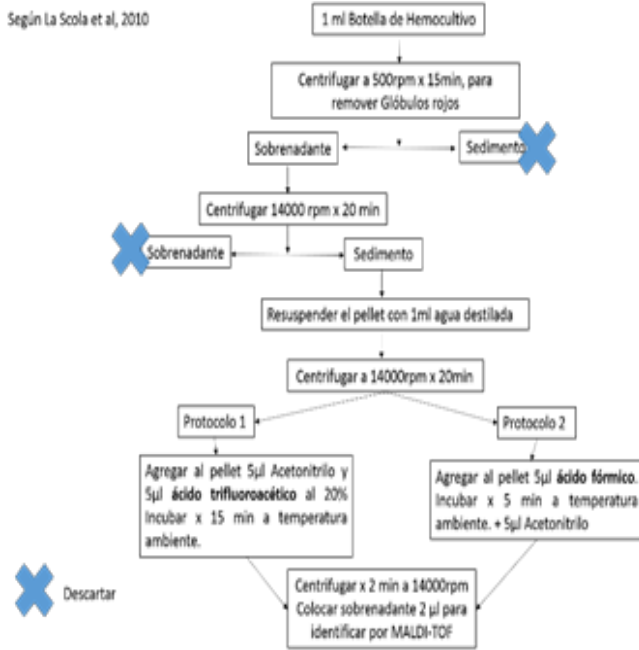 Según La Scola et al, 2010
1 ml Botella de Hemocultivo
Centrifugar a 500rpm x 15min, para
remover Glóbulos rojos
Sobrenadante
Sedimento
Centrifugar 14000 rpm x 20 min
Sobrenadante
Sedimento
Resuspender el pellet con 1ml agua destilada
Centrifugar a 14000rpm x 20min
Protocolo 1
Protocolo 2
Agregar al pellet 5µl Acetonitrilo y
5µl ácido trifluoroacético al 20%
Incubar x 15 min a temperatura
ambiente.
Agregar al pellet 5µl ácido fórmico.
Incubar x 5 min a temperatura
ambiente. + 5µl Acetonitrilo
Centrifugar x 2 min a 14000rpm
Colocar sobrenadante 2 µl para
identificar por MALDI-TOF
Descartar